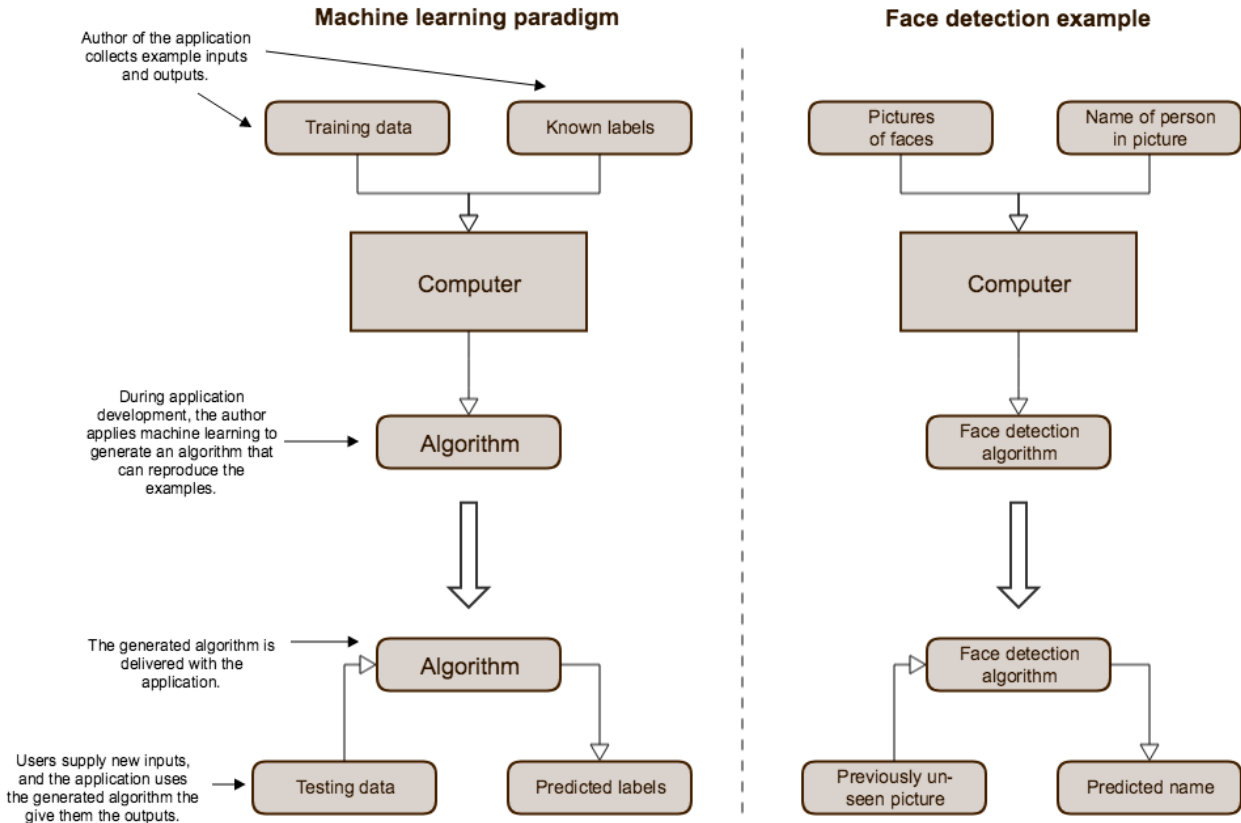 Machine learning paradigm
Face detection example
Author of the application
collects example inputs
and outputs.
Training data
Known labels
Pictures
of faces
Name of person
in picture
Computer
Computer
During application
development, the author
applies machine learning to
generate an algorithm that
can reproduce the
examples.
Algorithm
Face detection
algorithm
The generated algorithm is
delivered with the
application.
Algorithm
Face detection
algorithm
Users supply new inputs,
and the application uses
the generated algorithm the
give them the outputs.
Testing data
Predicted labels
Previously un-
seen picture
Predicted name